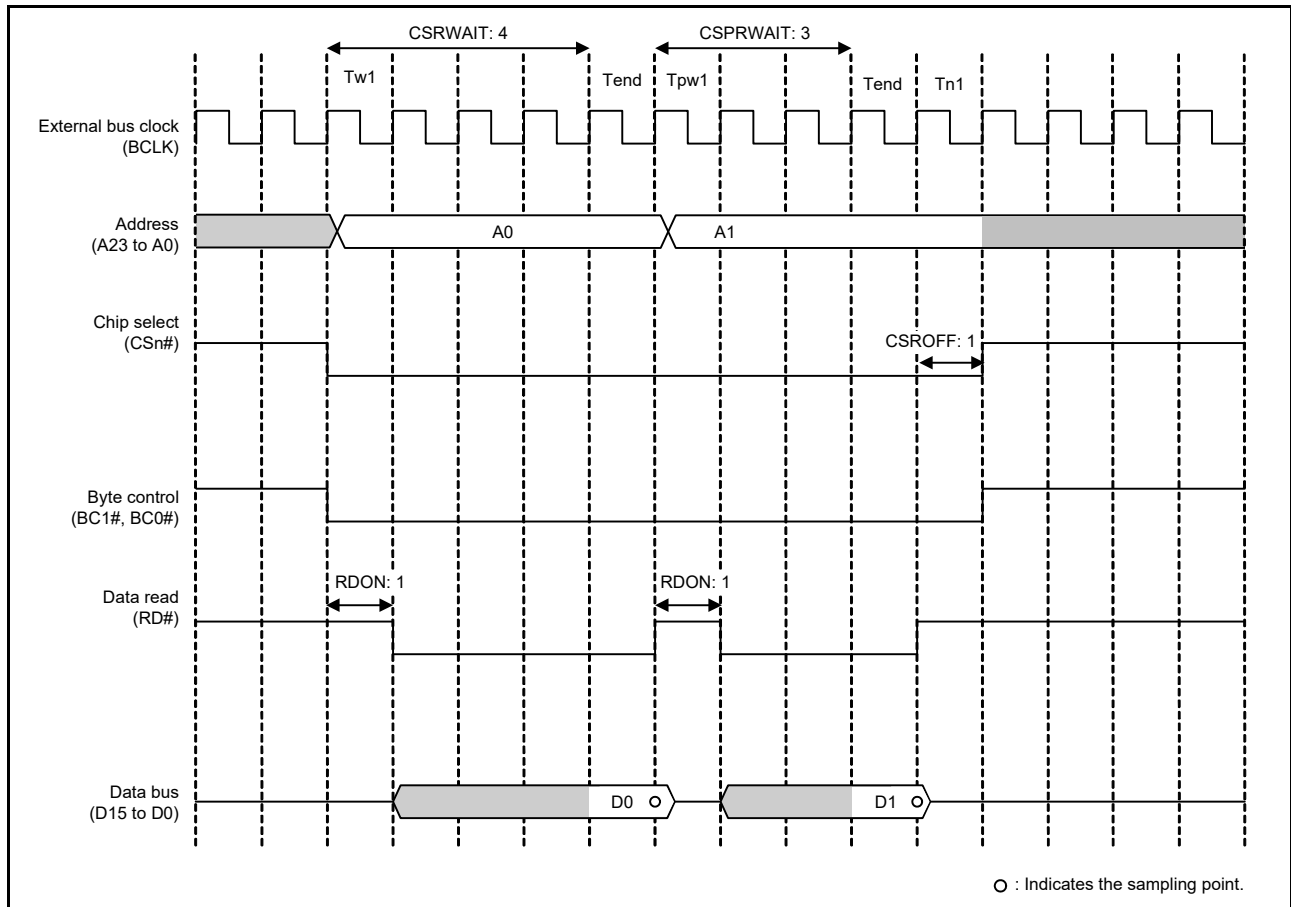 CSRWAIT: 4
CSPRWAIT: 3
Tw1
Tend
Tpw1
Tend
Tn1
External bus clock
(BCLK)
Address
(A23 to A0)
A0
A1
Chip select
(CSn#)
CSROFF: 1
Byte control
(BC1#, BC0#)
RDON: 1
RDON: 1
Data read
(RD#)
Data bus
(D15 to D0)
D0
D1
: Indicates the sampling point.